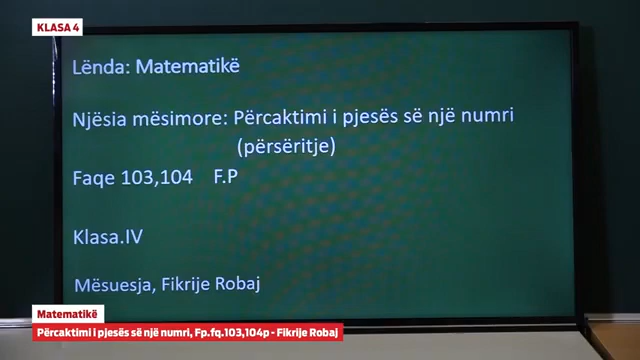 KLASA 4
Lënda: Matematikë
Njësia mësimore: Përcaktimi i pjesës së një numri
(përsëritje)
Faqe 103,104 F.P
Klasa.IV
Mësuesja, Fikrije Robaj
Matematikë
Përcaktimi i pjesës së një numri, Fp.fq.103,104p - Fikrije Robaj